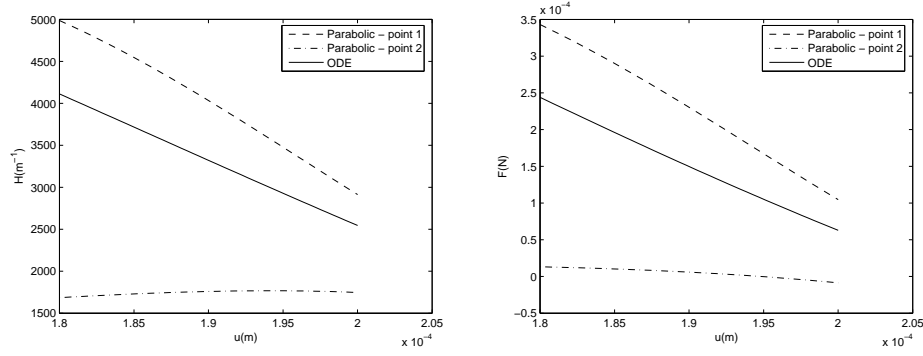 5000
4500
4000
3500
3000
2500
2000
1500
H(m⁻¹)
1.8
1.85
1.9
1.95
2
2.05
u(m)
x 10⁻⁴
Parabolic − point 1
Parabolic − point 2
ODE
x 10⁻⁴
3.5
3
2.5
2
1.5
1
0.5
0
−0.5
F(N)
1.8
1.85
1.9
1.95
2
2.05
u(m)
x 10⁻⁴
Parabolic − point 1
Parabolic − point 2
ODE